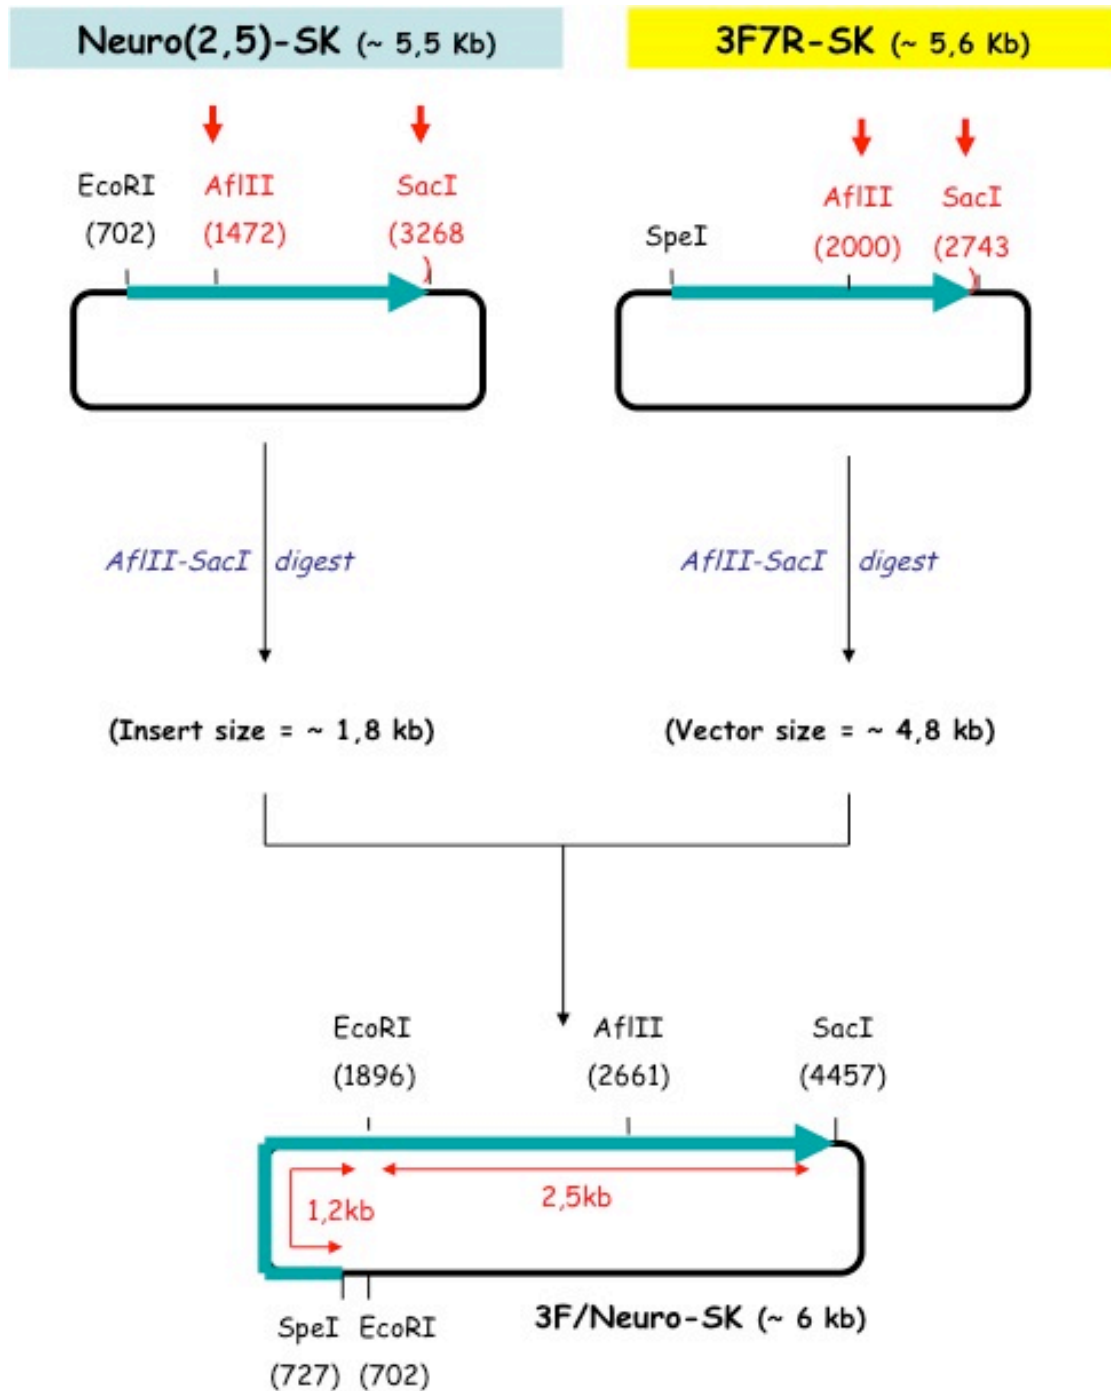 Neuro(2,5)-SK (~ 5,5 Kb)
3F7R-SK (~ 5,6 Kb)
EcoRI
(702)
AflII
(1472)
SacI
(3268
)
SpeI
AflII
(2000)
SacI
(2743
)
AflII-SacI digest
AflII-SacI digest
(Insert size = ~ 1,8 kb)
(Vector size = ~ 4,8 kb)
EcoRI
(1896)
AflII
(2661)
SacI
(4457)
1,2kb
2,5kb
SpeI
(727)
EcoRI
(702)
3F/Neuro-SK (~ 6 kb)